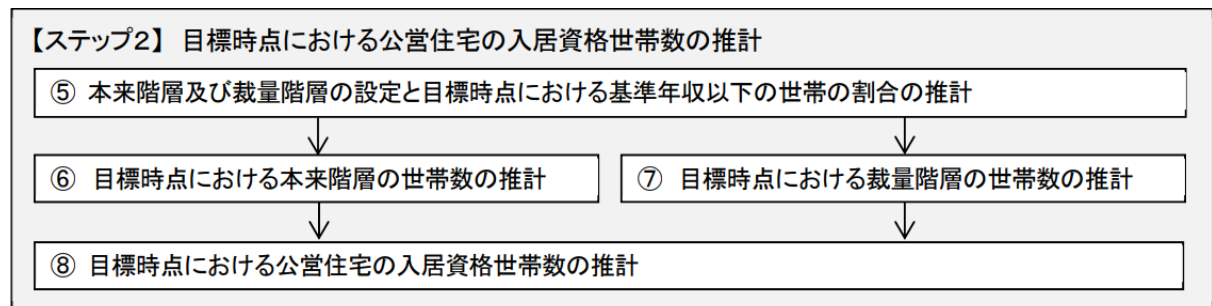 【ステップ2】 目標時点における公営住宅の入居資格世帯数の推計
⑤ 本来階層及び裁量階層の設定と目標時点における基準年収以下の世帯の割合の推計
⑥ 目標時点における本来階層の世帯数の推計
⑦ 目標時点における裁量階層の世帯数の推計
⑧ 目標時点における公営住宅の入居資格世帯数の推計